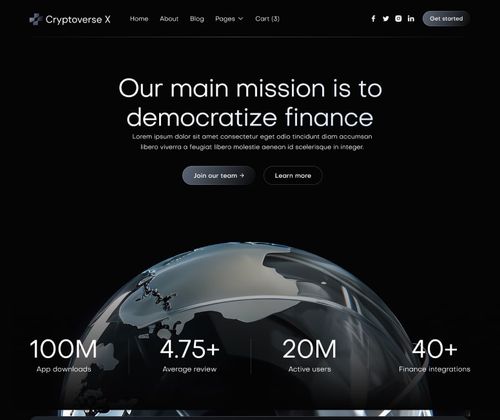 Cryptoverse X Home About Blog Pages Cart (3) Get started
Our main mission is to
democratize finance
Lorem ipsum dolor sit amet consectetur eget odio tincidunt diam accumsan
libero viverra a feugiat libero molestie aenean id scelerisque in integer.
Join our team → Learn more
100M 4.75+ 20M 40+
App downloads Average review Active users Finance integrations